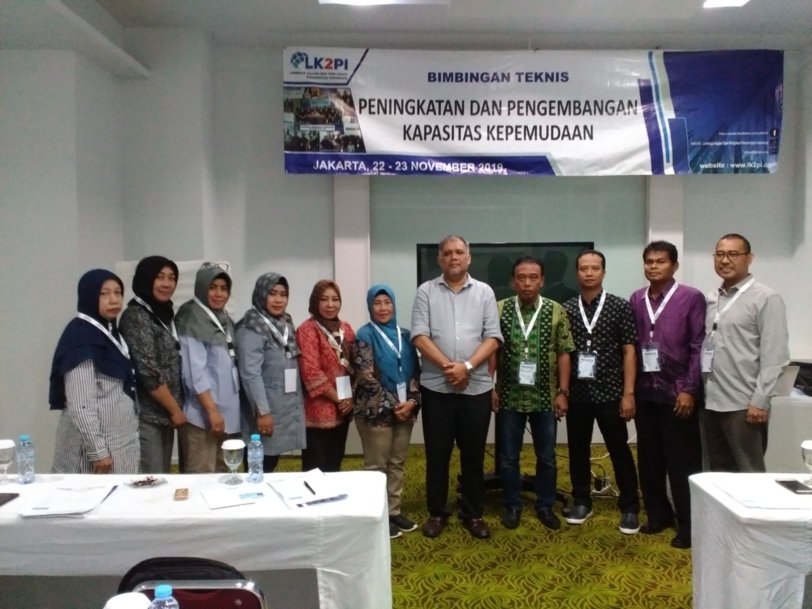 LK2PI
BIMBINGAN TEKNIS
PENINGKATAN DAN PENGEMBANGAN
KAPASITAS KEPEMUDAAN
JAKARTA, 22 - 23 NOVEMBER 2019
website : www.lk2pi.com